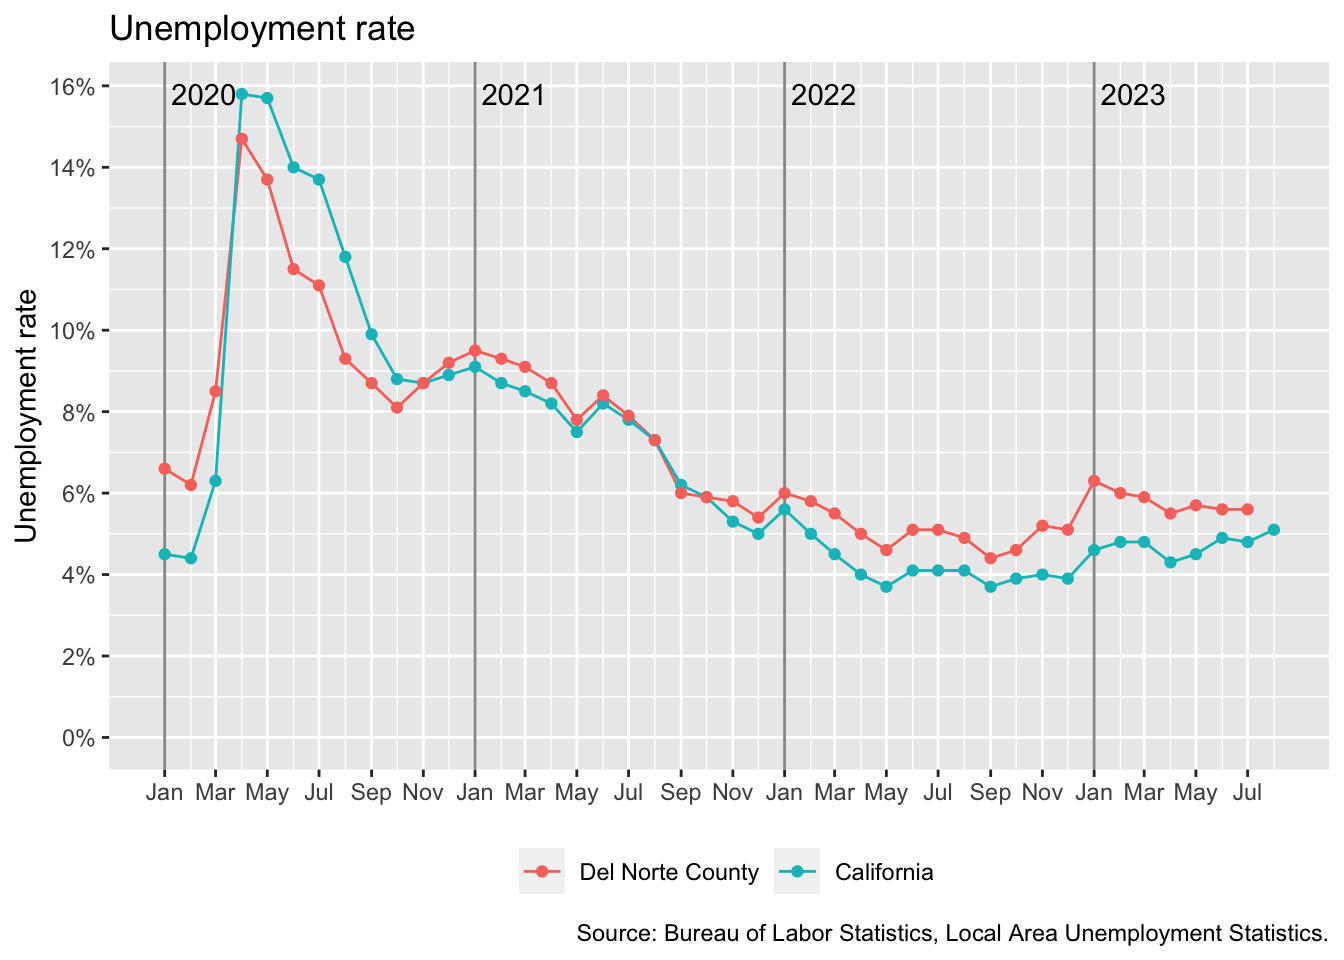 Unemployment rate
16%
14%
12%
10%
8%
6%
4%
2%
0%
Unemployment rate
2020 2021 2022 2023
Jan Mar May Jul Sep Nov Jan Mar May Jul Sep Nov Jan Mar May Jul Sep Nov Jan Mar May Jul
Del Norte County California
Source: Bureau of Labor Statistics, Local Area Unemployment Statistics.